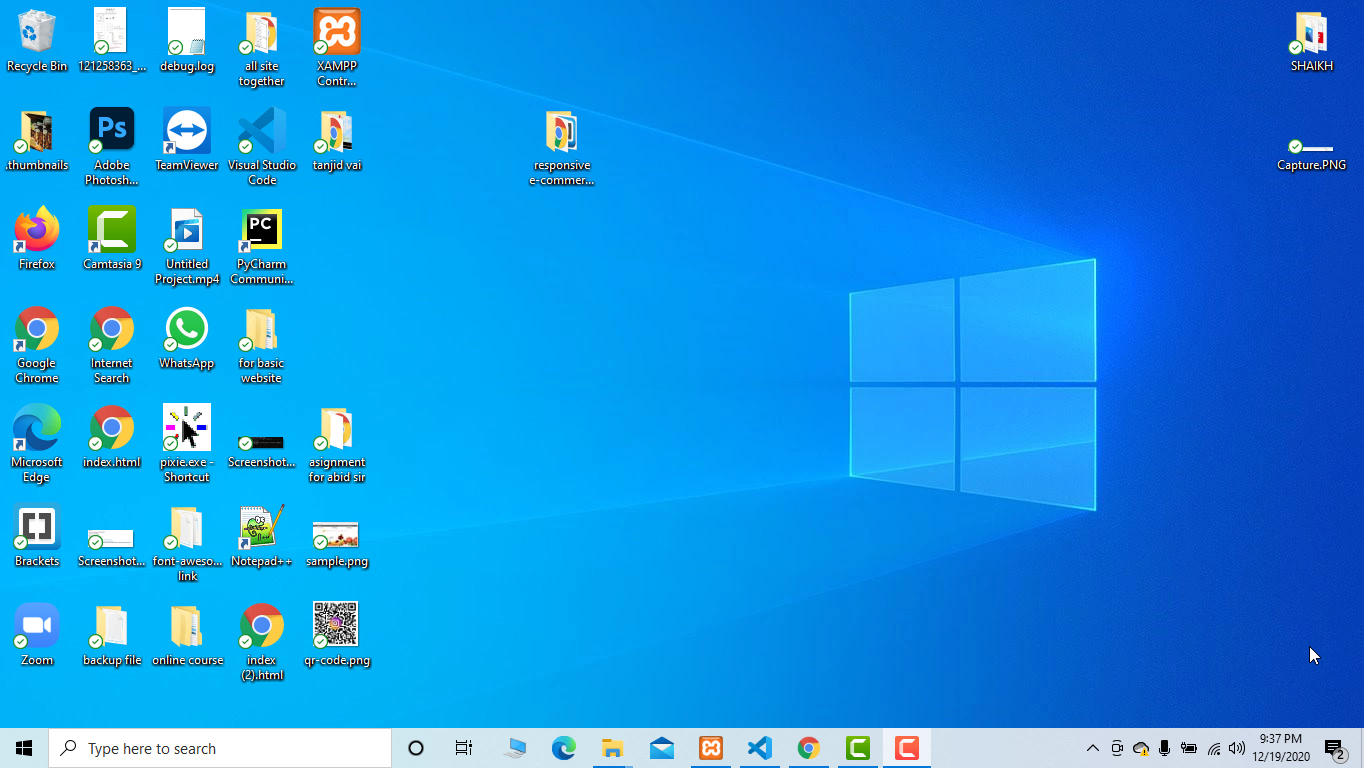 Recycle Bin
121258363_...
debug.log
all site
together
XAMPP
Contr...
SHAIKH
.thumbnails
Ps
Adobe
Photosh...
TeamViewer
Visual Studio
Code
tanjid vai
responsive
e-commer...
Capture.PNG
Firefox
Camtasia 9
Untitled
Project.mp4
PC
PyCharm
Communi...
Google
Chrome
Internet
Search
WhatsApp
for basic
website
Microsoft
Edge
index.html
pixie.exe -
Shortcut
Screenshot...
asignment
for abid sir
Brackets
Screenshot...
font-aweso...
link
Notepad++
sample.png
Zoom
backup file
online course
index
(2).html
qr-code.png
Type here to search
9:37 PM
12/19/2020
2